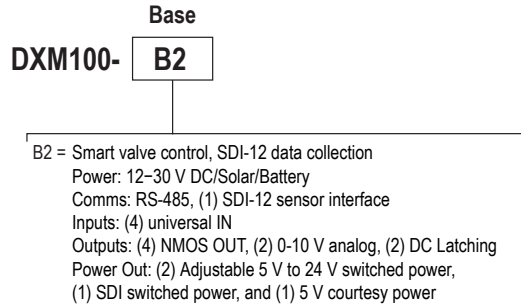 Base
DXM100- B2
B2 = Smart valve control, SDI-12 data collection
Power: 12−30 V DC/Solar/Battery
Comms: RS-485, (1) SDI-12 sensor interface
Inputs: (4) universal IN
Outputs: (4) NMOS OUT, (2) 0-10 V analog, (2) DC Latching
Power Out: (2) Adjustable 5 V to 24 V switched power,
(1) SDI switched power, and (1) 5 V courtesy power